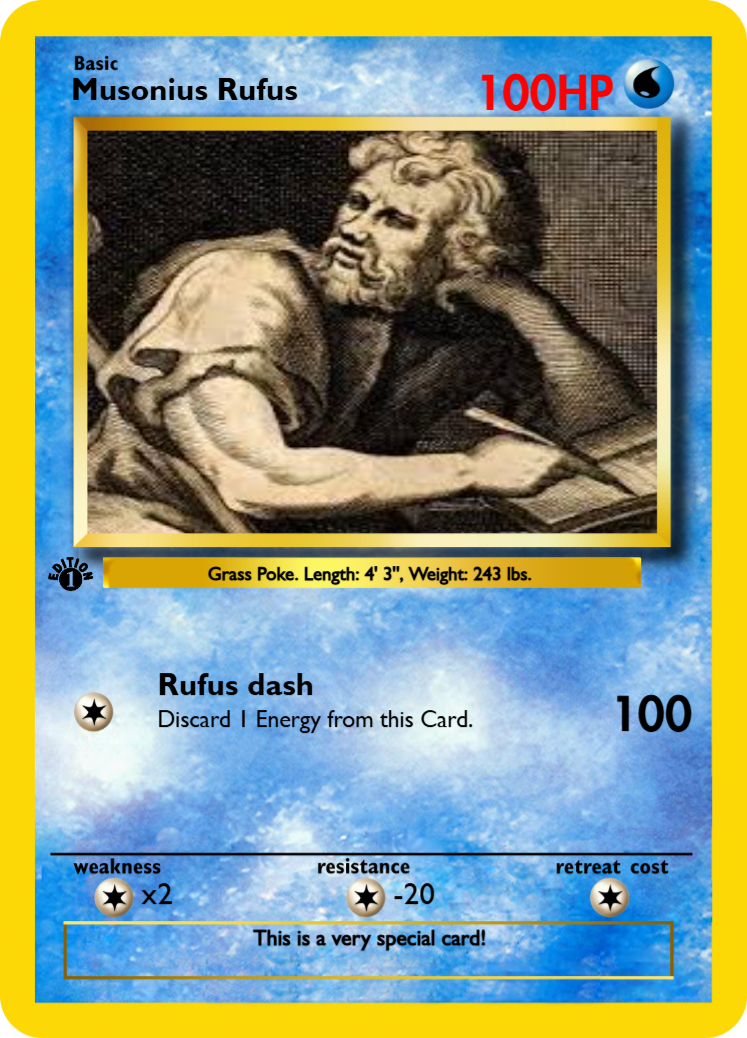 Basic
Musonius Rufus
100HP
EDITION
1
Grass Poke. Length: 4' 3", Weight: 243 lbs.
Rufus dash
Discard 1 Energy from this Card.
100
weakness resistance retreat cost
x2 -20
This is a very special card!